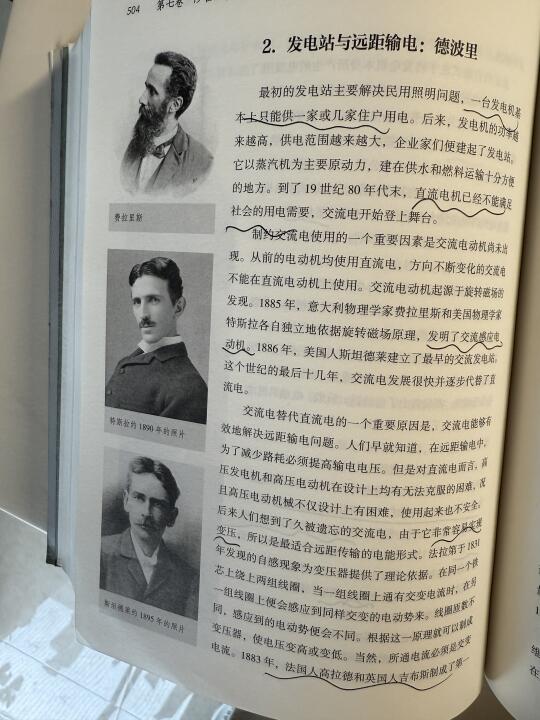 504 第七卷
2. 发电站与远距输电：德波里
最初的发电站主要解决民用照明问题，一台发电机基
本上只能供一家或几家住户用电。后来，发电机的功率越
来越高，供电范围越来越大，企业家们便建起了发电站。
它以蒸汽机为主要原动力，建在供水和燃料运输十分方便
的地方。到了19世纪80年代末，直流电机已经不能满足
社会的用电需要，交流电开始登上舞台。
制约交流电使用的一个重要因素是交流电动机尚未出
现。从前的电动机均使用直流电，方向不断变化的交流电
不能在直流电动机上使用。交流电动机起源于旋转磁场的
发现。1885年，意大利物理学家费拉里斯和美国物理学家
特斯拉各自独立地依据旋转磁场原理，发明了交流感应电
动机。1886年，美国人斯坦德莱建立了最早的交流发电站。
这个世纪的最后十几年，交流电发展很快并逐步代替了直
流电。
交流电替代直流电的一个重要原因是，交流电能够有
效地解决远距输电问题。人们早就知道，在远距输电中，
为了减少路耗必须提高输电电压。但是对直流电而言，高
压发电机和高压电动机在设计上均有无法克服的困难，况
且高压电动机械不仅设计上有困难，使用起来也不安全。
后来人们想到了久被遗忘的交流电，由于它非常容易实现
变压，所以是最适合远距传输的电能形式。法拉第于1831
年发现的自感现象为变压器提供了理论依据。在同一个铁
芯上绕上两组线圈，当一组线圈上通有交变电流时，在另
一组线圈上便会感应到同样交变的电动势来。线圈质数不
同，感应到的电动势便会不同。根据这一原理就可以制成
变压器，使电压变高或变低。当然，所通电流必须是交变
电流。1883年，法国人高拉德和英国人吉布斯制成了第一
费拉里斯
特斯拉约1890年的照片
斯坦德莱约1895年的照片